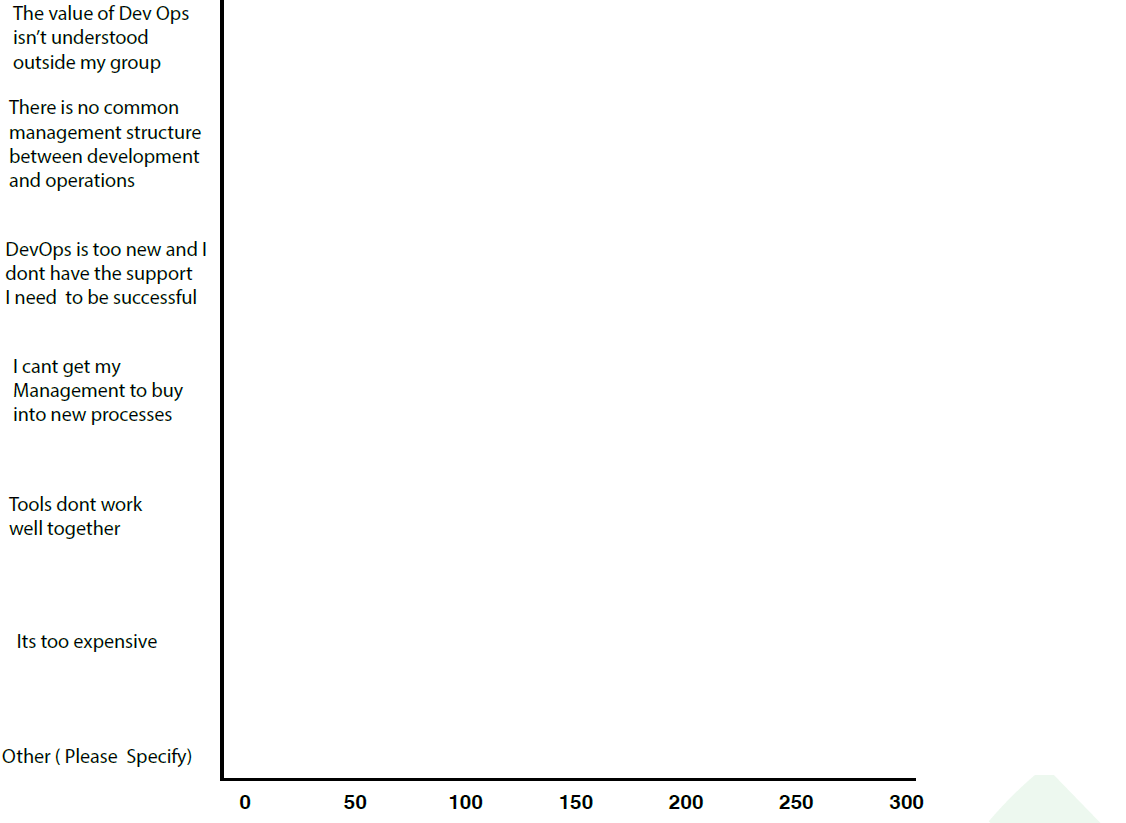 The value of Dev Ops
isn’t understood
outside my group
There is no common
management structure
between development
and operations
DevOps is too new and I
dont have the support
I need  to be successful
I cant get my
Management to buy
into new processes
Tools dont work
well together
Its too expensive
Other ( Please  Specify)
0 50 100 150 200 250 300